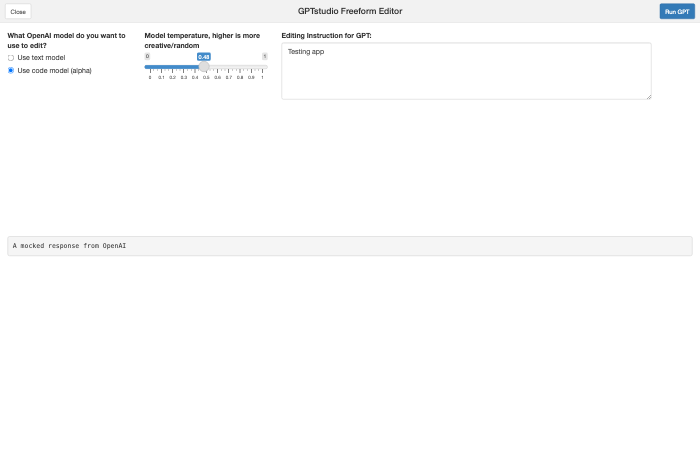 Close
GPTstudio Freeform Editor
Run GPT
What OpenAI model do you want to
use to edit?
Use text model
Use code model (alpha)
Model temperature, higher is more
creative/random
0 0.48 1
0 0.1 0.2 0.3 0.4 0.5 0.6 0.7 0.8 0.9 1
Editing Instruction for GPT:
Testing app
A mocked response from OpenAI